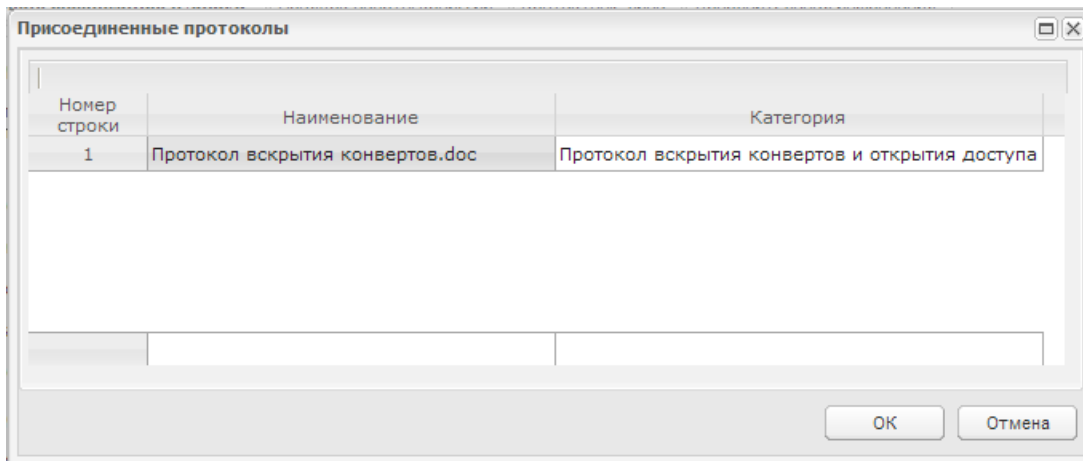 Присоединенные протоколы
Номер строки Наименование Категория
1 Протокол вскрытия конвертов.doc Протокол вскрытия конвертов и открытия доступа
ОК Отмена